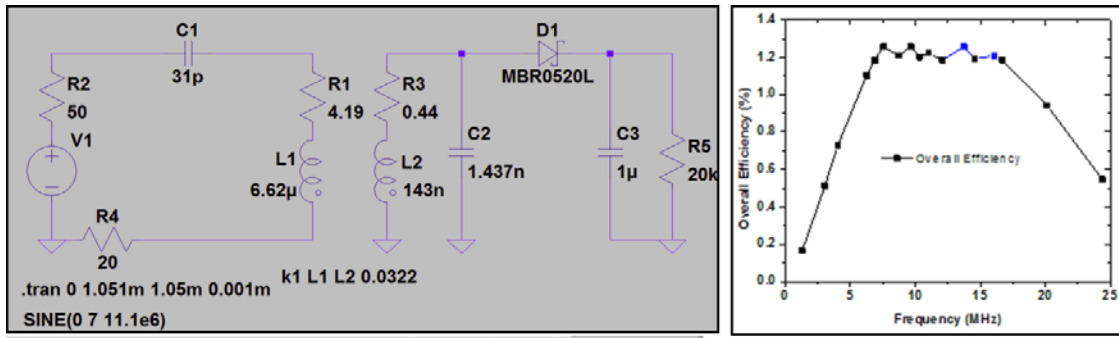 C1
31p
R2
50
V1
R1
4.19
L1
6.62µ
R4
20
R3
0.44
L2
143n
C2
1.437n
D1
MBR0520L
C3
1µ
R5
20k
k1 L1 L2 0.0322
.tran 0 1.051m 1.05m 0.001m
SINE(0 7 11.1e6)
1.4
1.2
1.0
0.8
0.6
0.4
0.2
0.0
Overall Efficiency (%)
Overall Efficiency
0 5 10 15 20 25
Frequency (MHz)